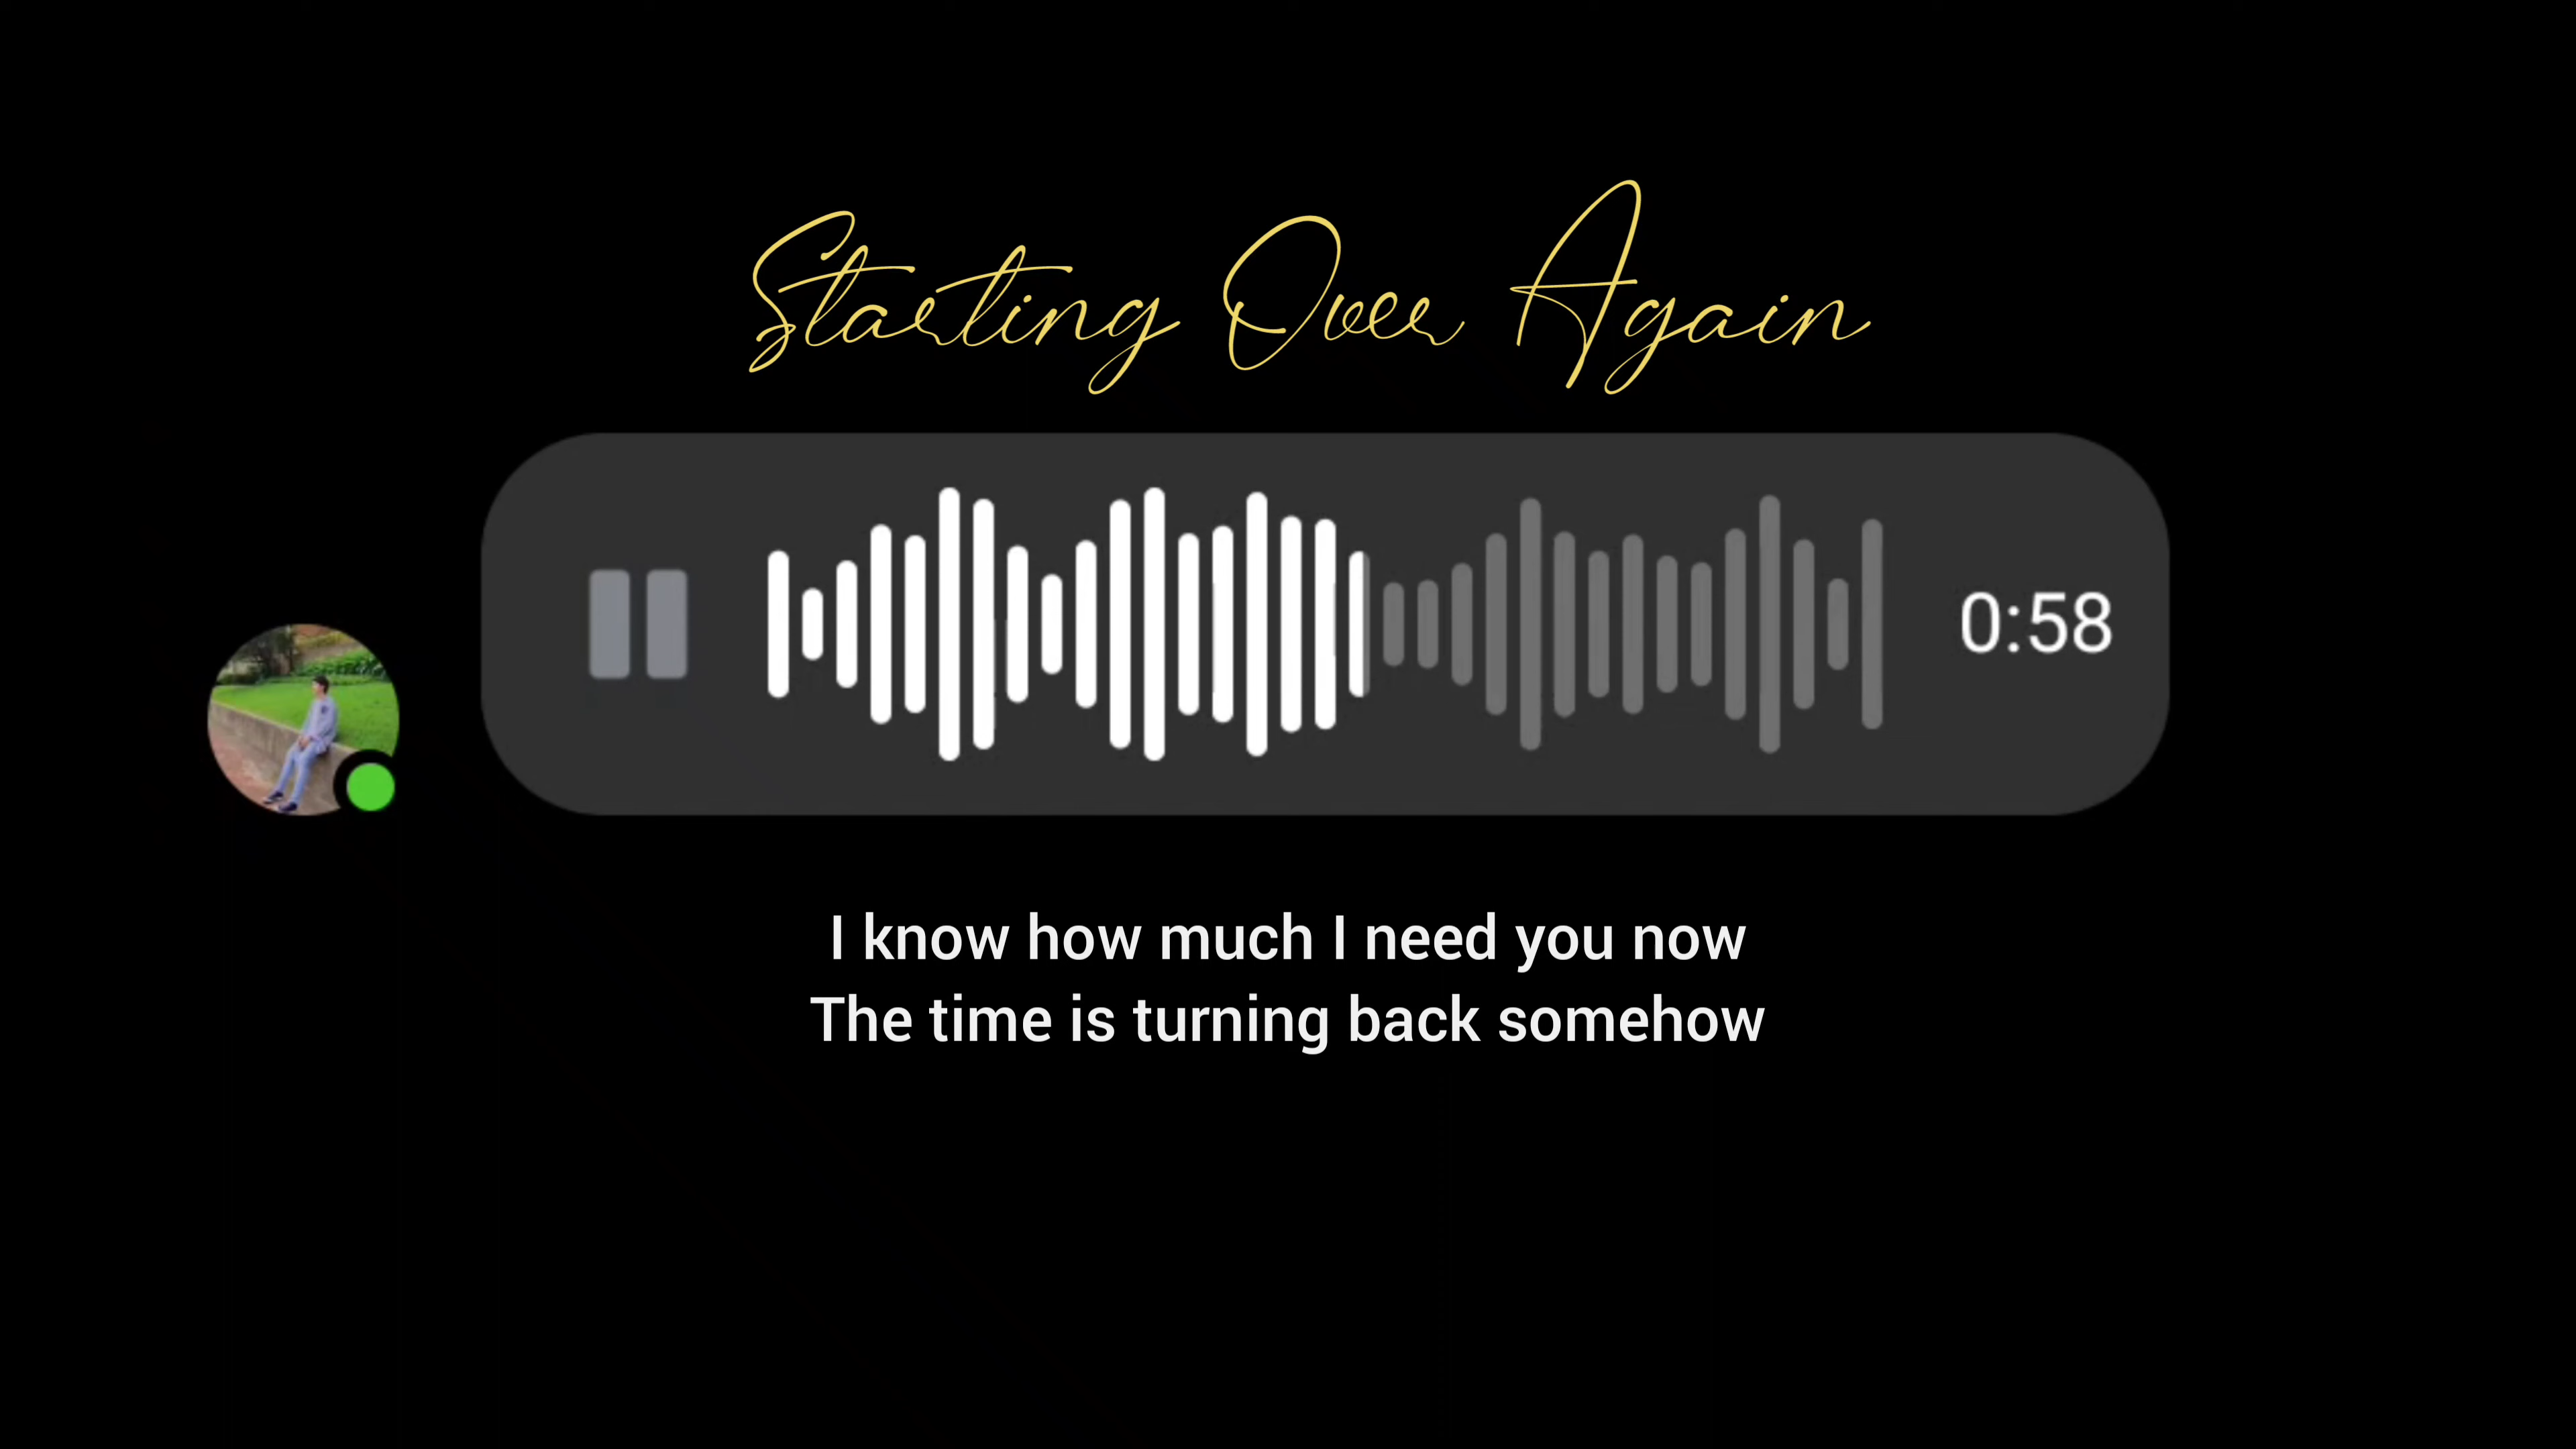 Starting Over Again
0:58
I know how much I need you now
The time is turning back somehow